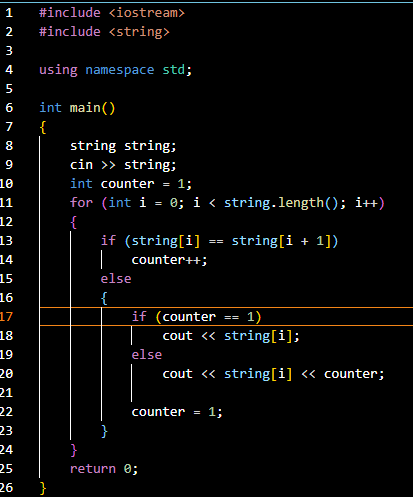 1 #include <iostream>
2 #include <string>
3
4 using namespace std;
5
6 int main()
7 {
8     string string;
9     cin >> string;
10     int counter = 1;
11     for (int i = 0; i < string.length(); i++)
12     {
13         if (string[i] == string[i + 1])
14             counter++;
15         else
16         {
17             if (counter == 1)
18                 cout << string[i];
19             else
20                 cout << string[i] << counter;
21
22             counter = 1;
23         }
24     }
25     return 0;
26 }